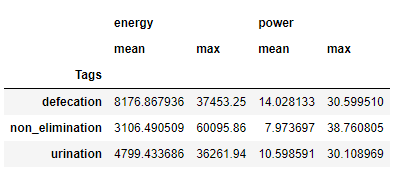 energy power
mean max mean max
Tags
defecation 8176.867936 37453.25 14.028133 30.599510
non_elimination 3106.490509 60095.86 7.973697 38.760805
urination 4799.433686 36261.94 10.598591 30.108969